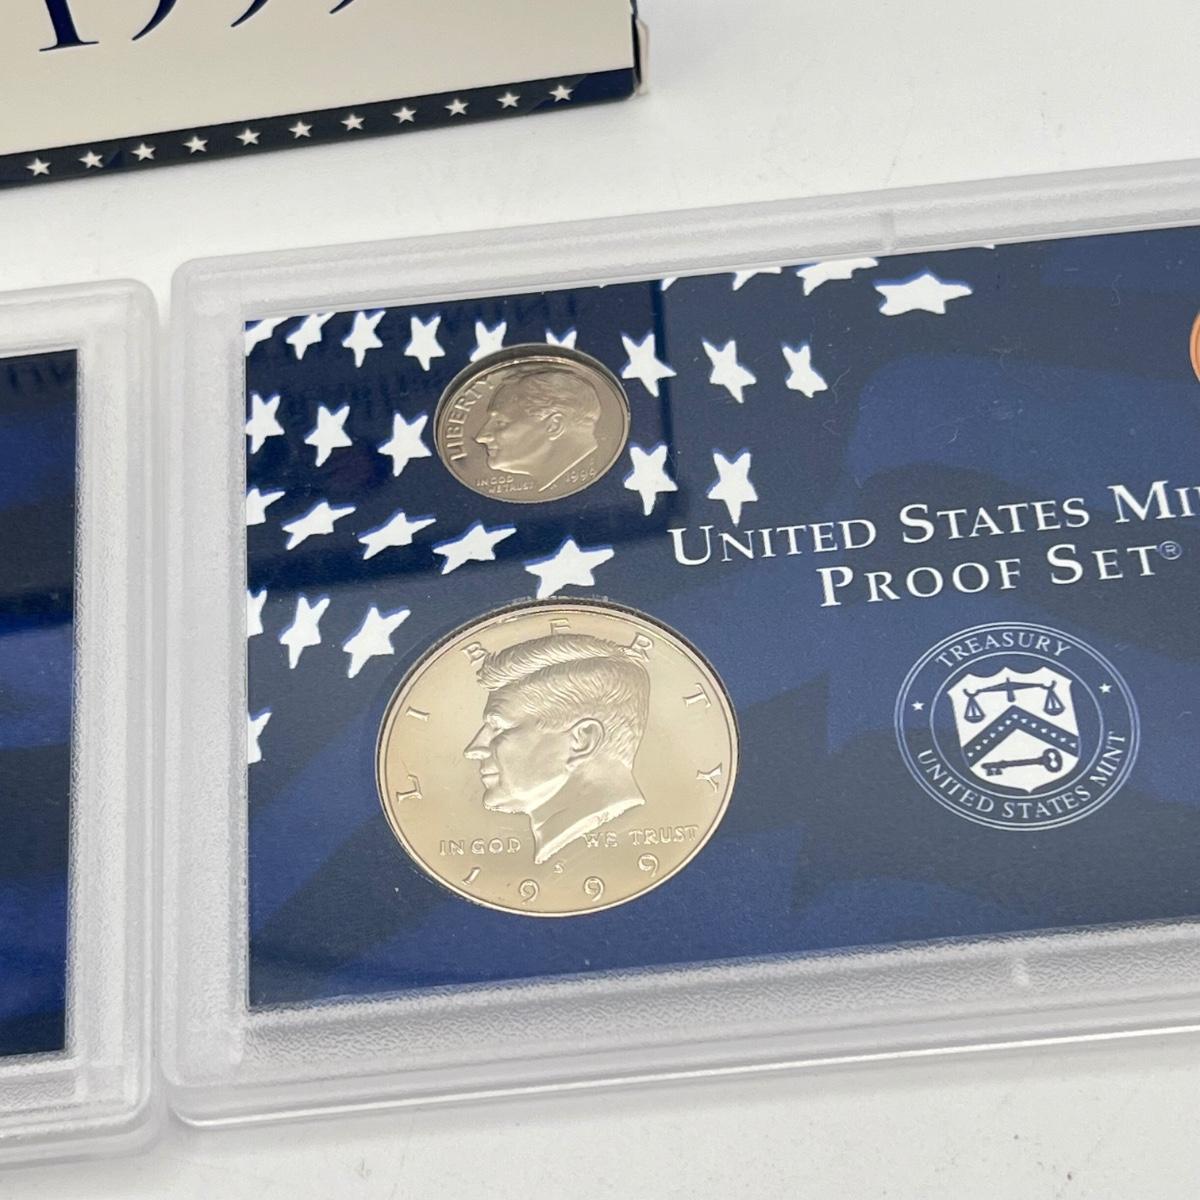 1999
LIBERTY
IN GOD
WE TRUST
1999
UNITED STATES MI
PROOF SET®
TREASURY
UNITED STATES MINT
LIBERTY
IN GOD WE TRUST
S
1999